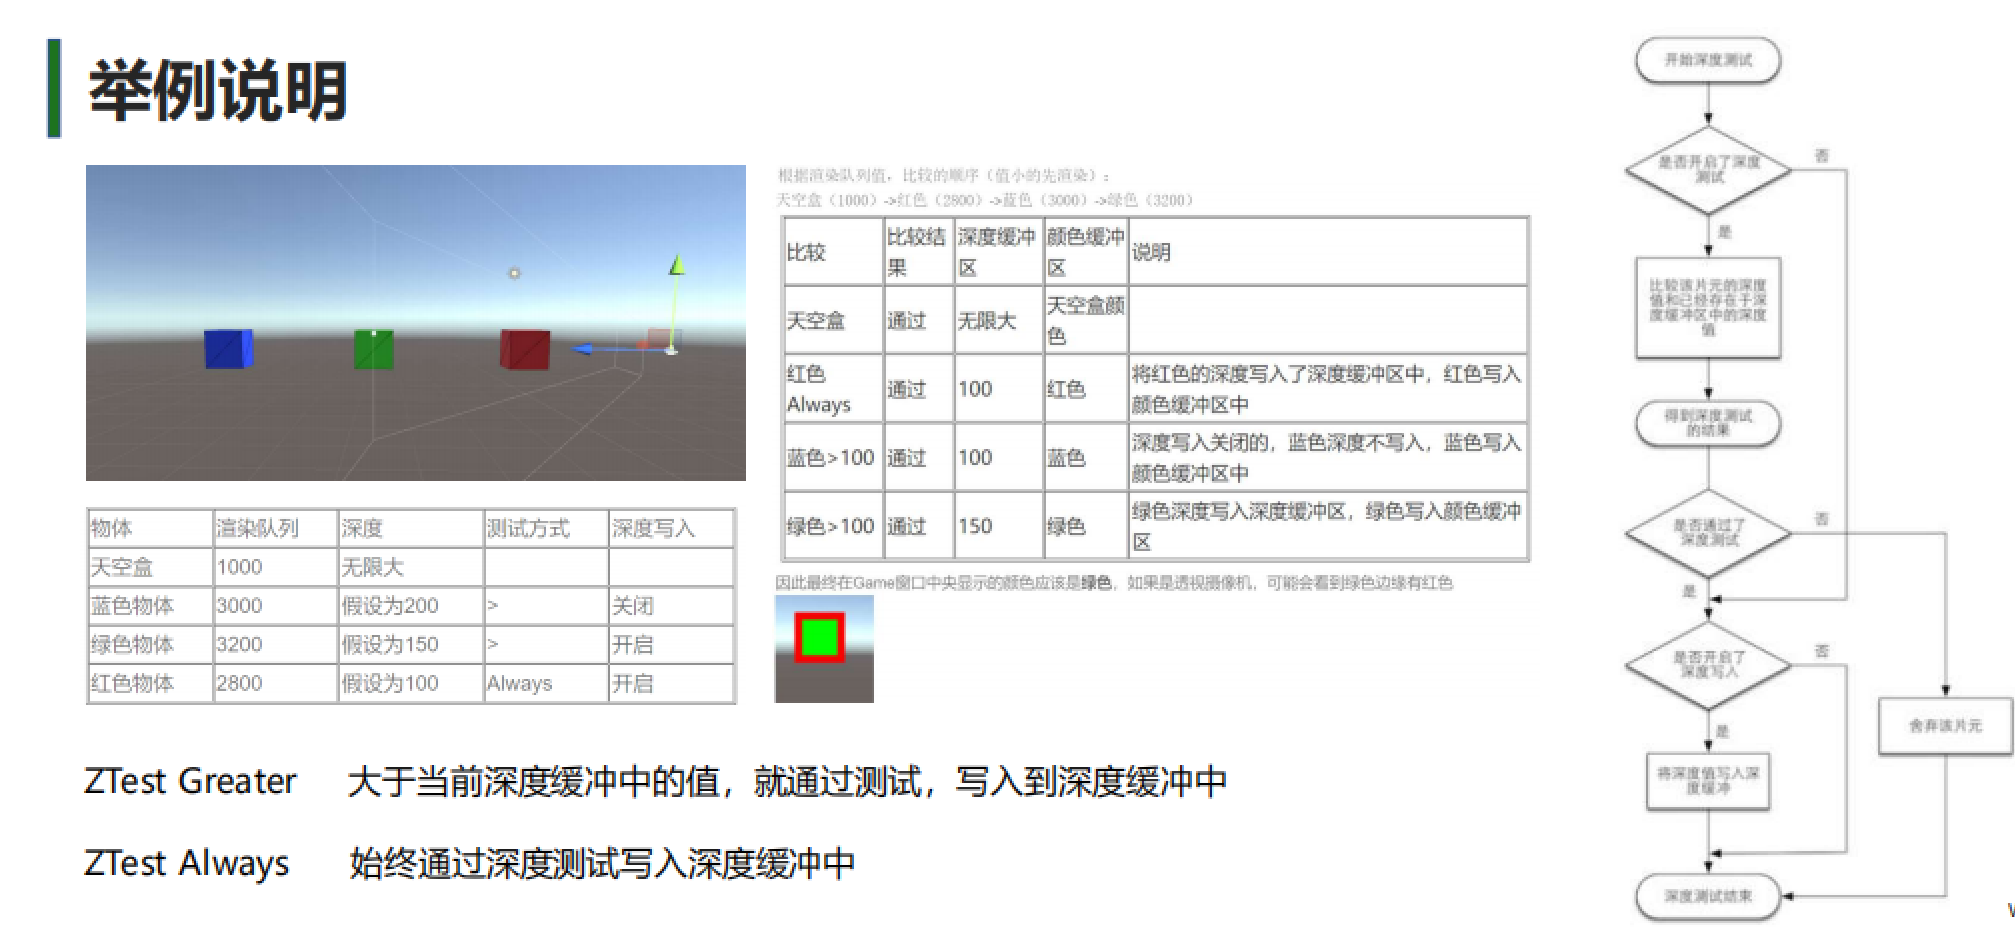 举例说明
根据渲染队列值，比较的顺序（值小的先渲染）：
天空盒（1000）->红色（2800）->蓝色（3000）->绿色（3200）
比较 比较结果 深度缓冲区 颜色缓冲区 说明
天空盒 通过 无限大 天空盒颜色
红色 Always 通过 100 红色 将红色的深度写入了深度缓冲区中，红色写入颜色缓冲区中
蓝色>100 通过 100 蓝色 深度写入关闭的，蓝色深度不写入，蓝色写入颜色缓冲区中
绿色>100 通过 150 绿色 绿色深度写入深度缓冲区，绿色写入颜色缓冲区
因此最终在Game窗口中央显示的颜色应该是绿色，如果是透视摄像机，可能会看到绿色边缘有红色
物体 渲染队列 深度 测试方式 深度写入
天空盒 1000 无限大
蓝色物体 3000 假设为200 > 关闭
绿色物体 3200 假设为150 > 开启
红色物体 2800 假设为100 Always 开启
ZTest Greater 大于当前深度缓冲中的值，就通过测试，写入到深度缓冲中
ZTest Always 始终通过深度测试写入深度缓冲中
开始深度测试
是否开启了深度
测试
否
是
比较该片元的深度
值和已经存在于深
度缓冲区中的深度
值
得到深度测试
的结果
是否通过了
深度测试
否
是
是否开启了
深度写入
否
是
舍弃该片元
将深度值写入深
度缓冲
深度测试结束